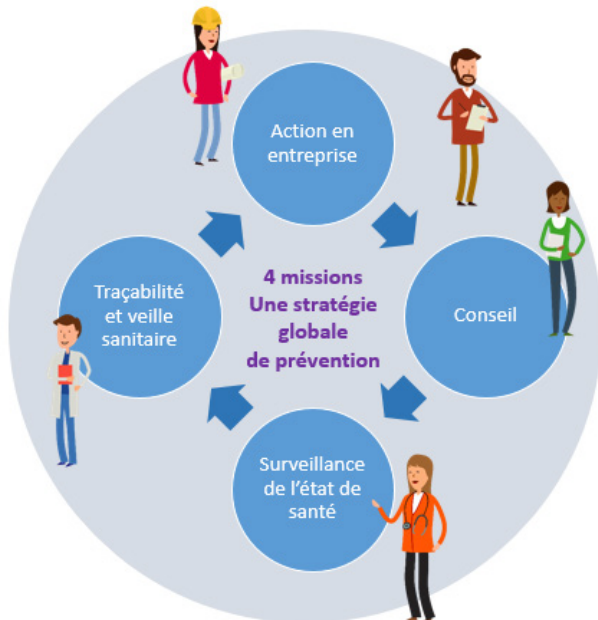 Action en
entreprise
4 missions
Une stratégie
globale
de prévention
Traçabilité
et veille
sanitaire
Conseil
Surveillance
de l’état de
santé